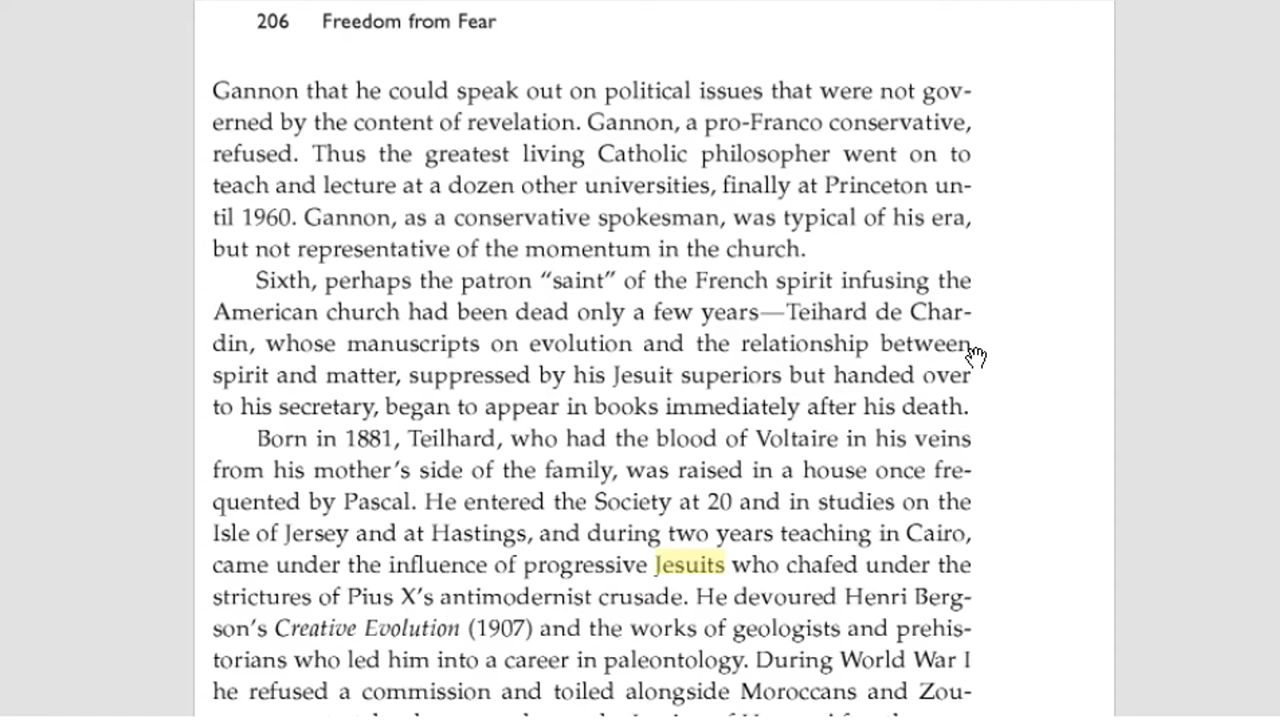 206 Freedom from Fear
Gannon that he could speak out on political issues that were not gov-
erned by the content of revelation. Gannon, a pro-Franco conservative,
refused. Thus the greatest living Catholic philosopher went on to
teach and lecture at a dozen other universities, finally at Princeton un-
til 1960. Gannon, as a conservative spokesman, was typical of his era,
but not representative of the momentum in the church.
Sixth, perhaps the patron “saint” of the French spirit infusing the
American church had been dead only a few years—Teihard de Char-
din, whose manuscripts on evolution and the relationship between
spirit and matter, suppressed by his Jesuit superiors but handed over
to his secretary, began to appear in books immediately after his death.
Born in 1881, Teilhard, who had the blood of Voltaire in his veins
from his mother’s side of the family, was raised in a house once fre-
quented by Pascal. He entered the Society at 20 and in studies on the
Isle of Jersey and at Hastings, and during two years teaching in Cairo,
came under the influence of progressive Jesuits who chafed under the
strictures of Pius X’s antimodernist crusade. He devoured Henri Berg-
son’s Creative Evolution (1907) and the works of geologists and prehis-
torians who led him into a career in paleontology. During World War I
he refused a commission and toiled alongside Moroccans and Zou-